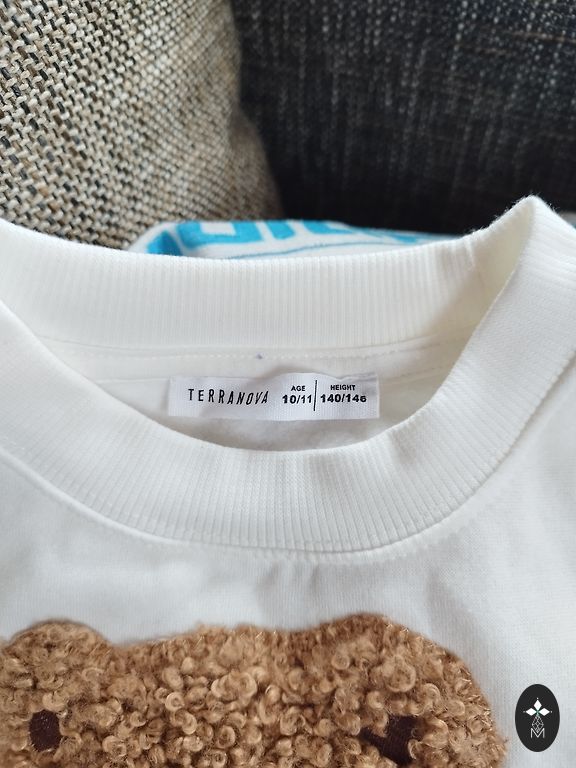 TERRANOVA
AGE
10/11
HEIGHT
140/146